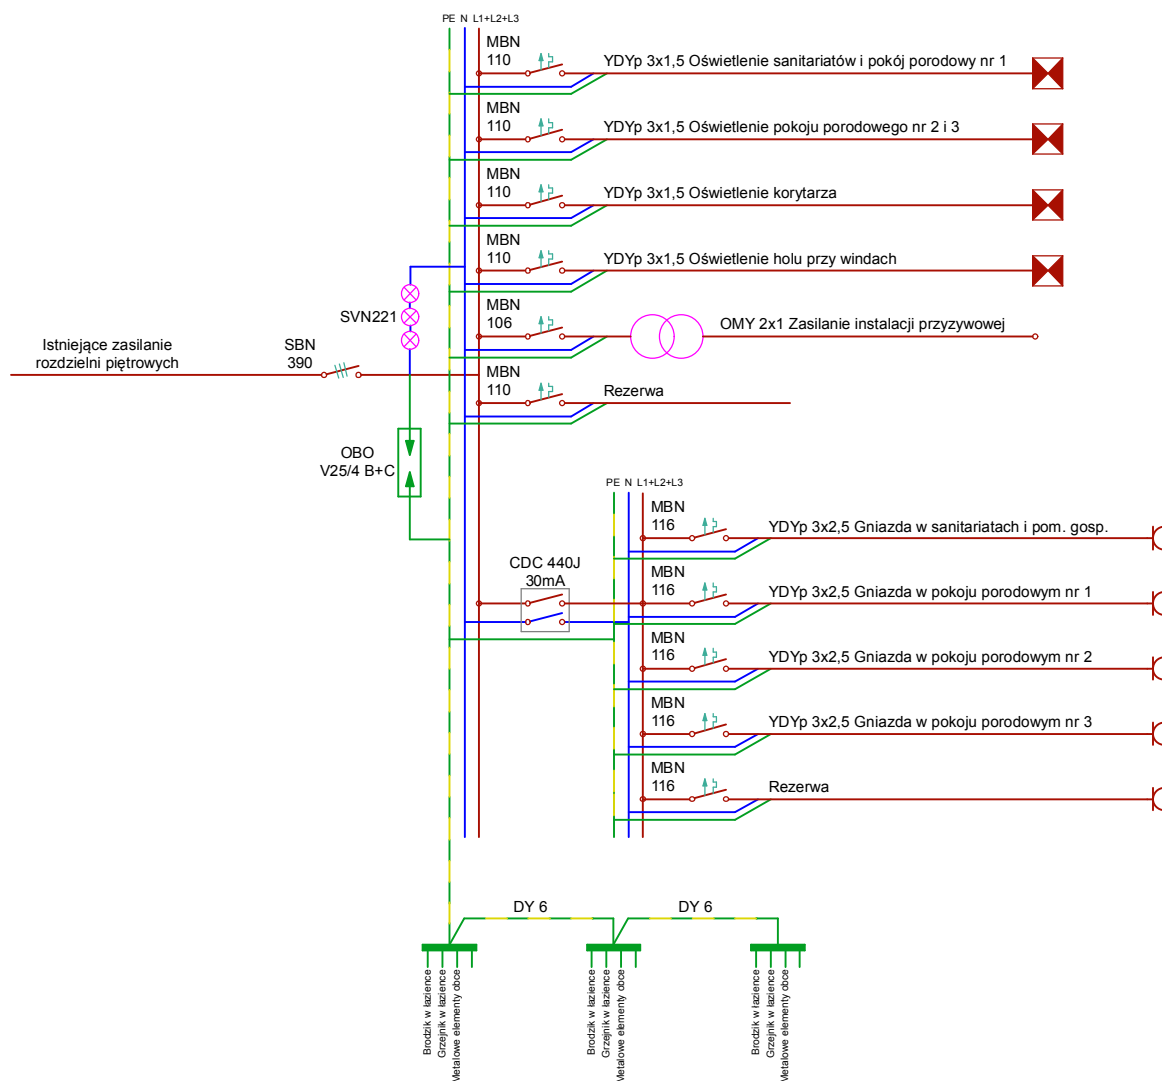 PE N L1+L2+L3
MBN
110
YDYp 3x1,5 Oświetlenie sanitariatów i pokój porodowy nr 1
MBN
110
YDYp 3x1,5 Oświetlenie pokoju porodowego nr 2 i 3
MBN
110
YDYp 3x1,5 Oświetlenie korytarza
MBN
110
YDYp 3x1,5 Oświetlenie holu przy windach
SVN221
MBN
106
OMY 2x1 Zasilanie instalacji przyzywowej
Istniejące zasilanie
rozdzielni piętrowych
SBN
390
MBN
110
Rezerwa
OBO
V25/4 B+C
PE N L1+L2+L3
MBN
116
YDYp 3x2,5 Gniazda w sanitariatach i pom. gosp.
CDC 440J
30mA
MBN
116
YDYp 3x2,5 Gniazda w pokoju porodowym nr 1
MBN
116
YDYp 3x2,5 Gniazda w pokoju porodowym nr 2
MBN
116
YDYp 3x2,5 Gniazda w pokoju porodowym nr 3
MBN
116
Rezerwa
DY 6
DY 6
Brodzik w łazience
Grzejnik w łazience
Metalowe elementy obce
Brodzik w łazience
Grzejnik w łazience
Metalowe elementy obce
Brodzik w łazience
Grzejnik w łazience
Metalowe elementy obce